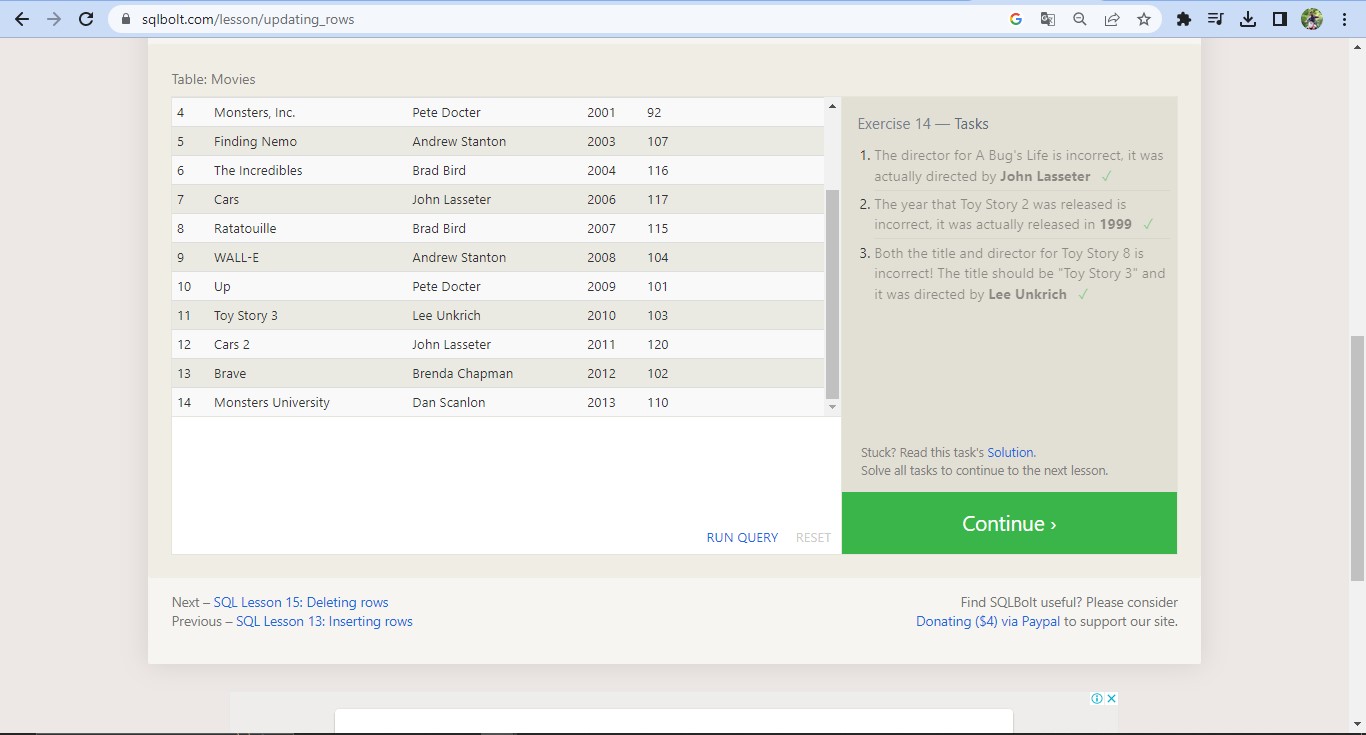 sqlbolt.com/lesson/updating_rows
Table: Movies
4 Monsters, Inc. Pete Docter 2001 92
5 Finding Nemo Andrew Stanton 2003 107
6 The Incredibles Brad Bird 2004 116
7 Cars John Lasseter 2006 117
8 Ratatouille Brad Bird 2007 115
9 WALL-E Andrew Stanton 2008 104
10 Up Pete Docter 2009 101
11 Toy Story 3 Lee Unkrich 2010 103
12 Cars 2 John Lasseter 2011 120
13 Brave Brenda Chapman 2012 102
14 Monsters University Dan Scanlon 2013 110
RUN QUERY RESET
Exercise 14 — Tasks
1. The director for A Bug's Life is incorrect, it was
actually directed by John Lasseter ✓
2. The year that Toy Story 2 was released is
incorrect, it was actually released in 1999 ✓
3. Both the title and director for Toy Story 8 is
incorrect! The title should be "Toy Story 3" and
it was directed by Lee Unkrich ✓
Stuck? Read this task's Solution.
Solve all tasks to continue to the next lesson.
Continue ›
Next – SQL Lesson 15: Deleting rows
Previous – SQL Lesson 13: Inserting rows
Find SQLBolt useful? Please consider
Donating ($4) via Paypal to support our site.